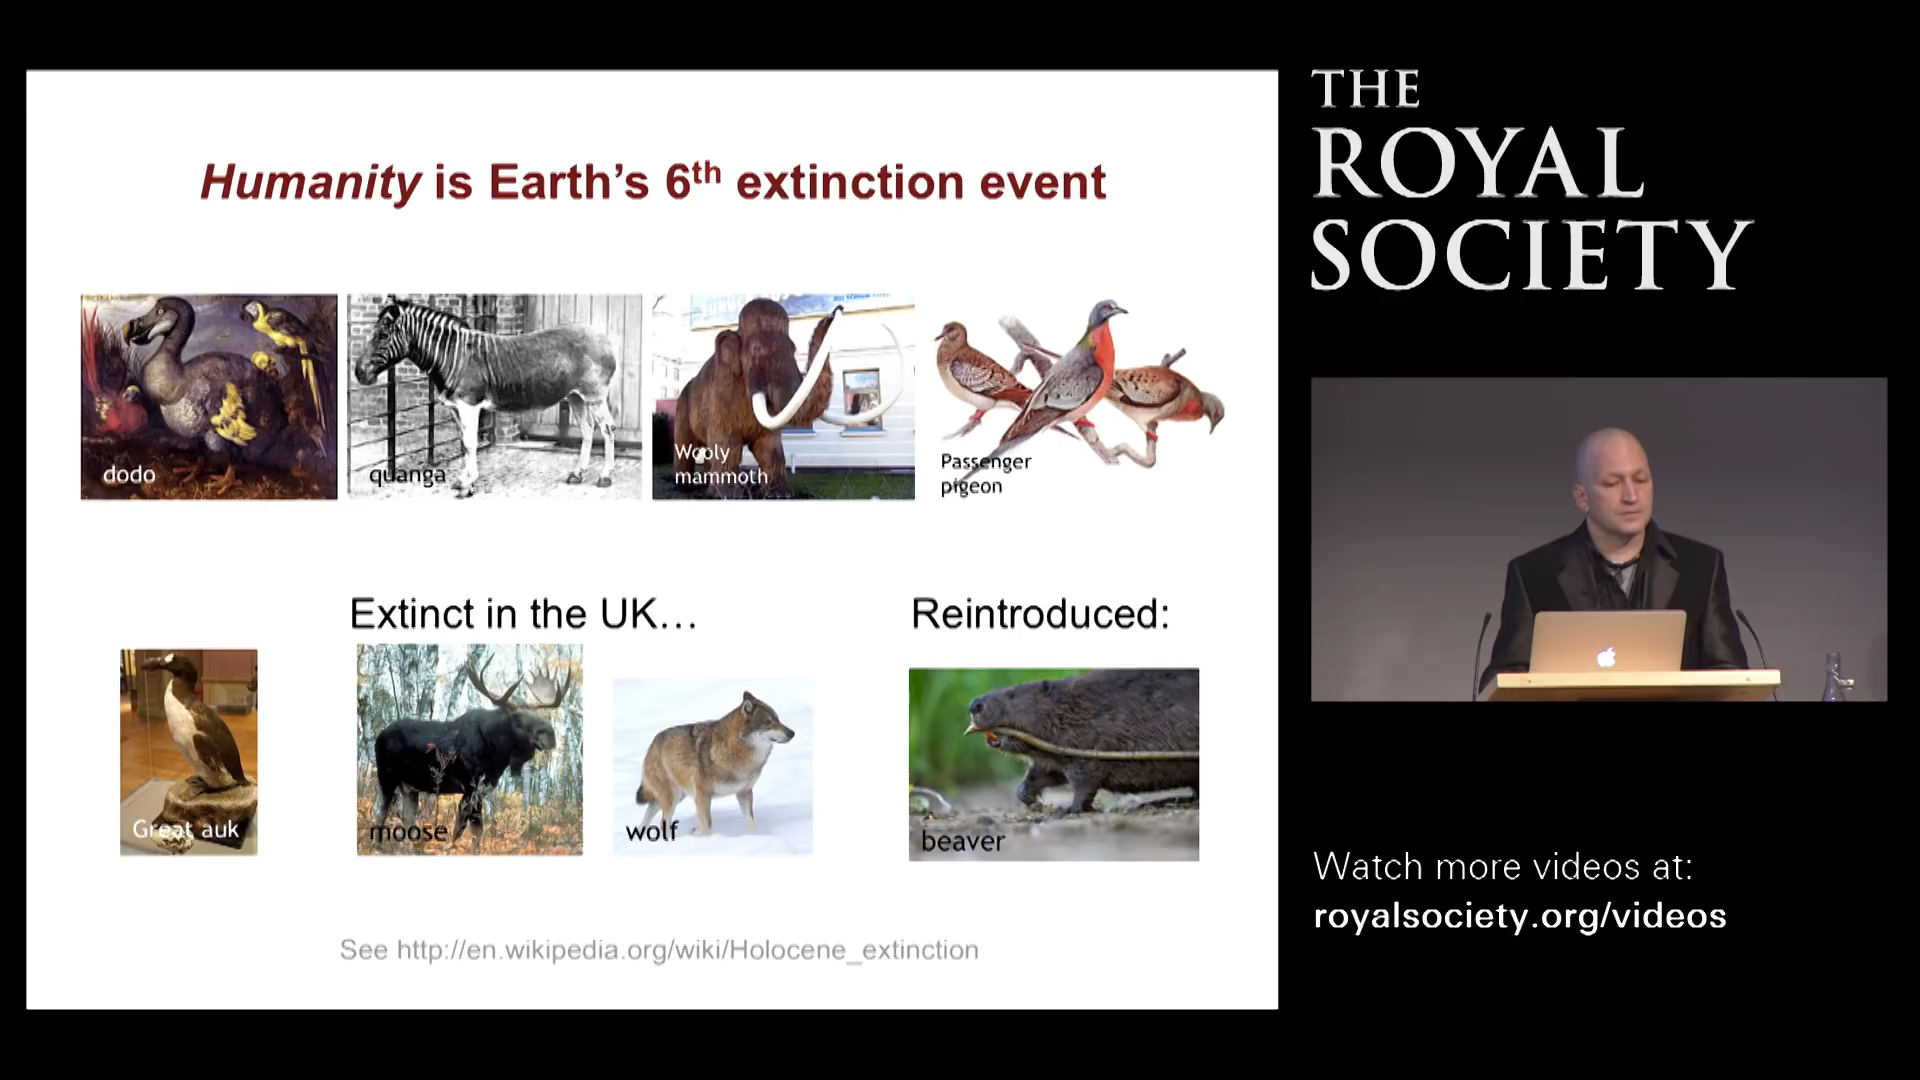 THE
ROYAL
SOCIETY
Humanity is Earth's 6th extinction event
dodo
quanga
Wooly
mammoth
Passenger
pigeon
Extinct in the UK...
Reintroduced:
Great auk
moose
wolf
beaver
See http://en.wikipedia.org/wiki/Holocene_extinction
Watch more videos at:
royalsociety.org/videos